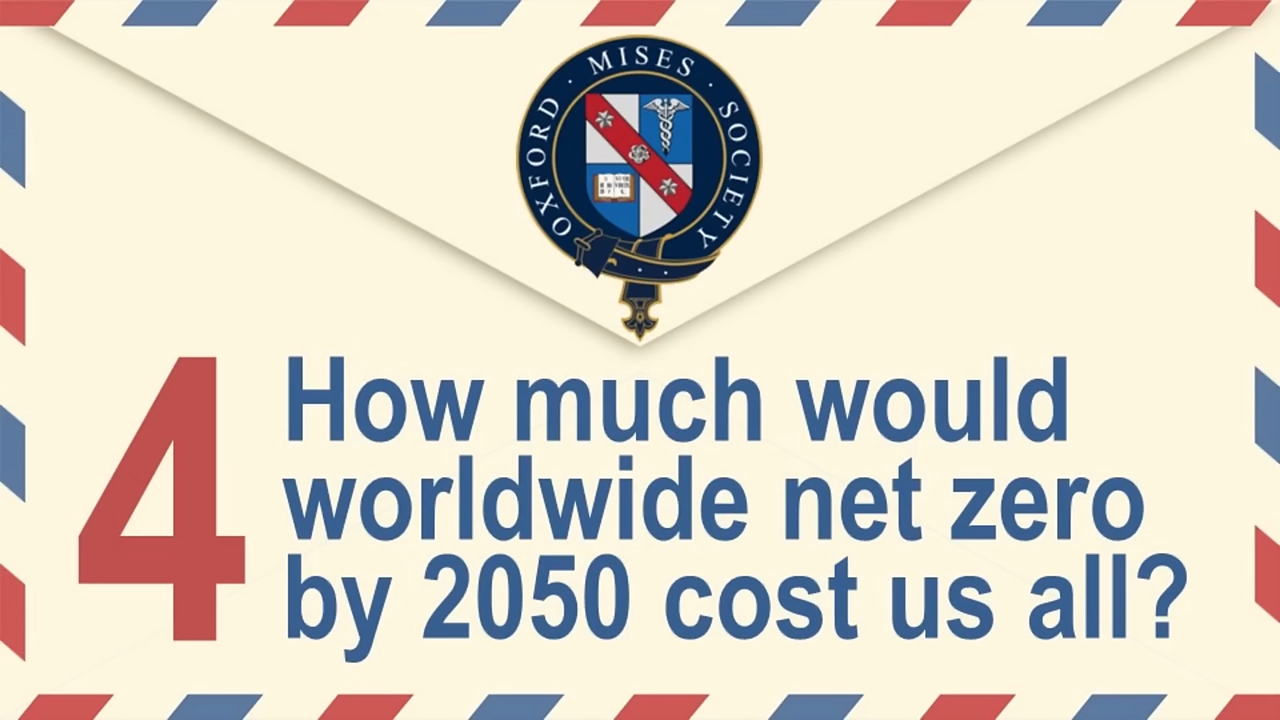 OXFORD · MISES · SOCIETY
4
How much would
worldwide net zero
by 2050 cost us all?